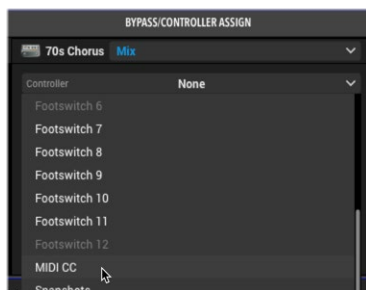 BYPASS/CONTROLLER ASSIGN
70s Chorus Mix
Controller None
Footswitch 6
Footswitch 7
Footswitch 8
Footswitch 9
Footswitch 10
Footswitch 11
Footswitch 12
MIDI CC
Snapshots